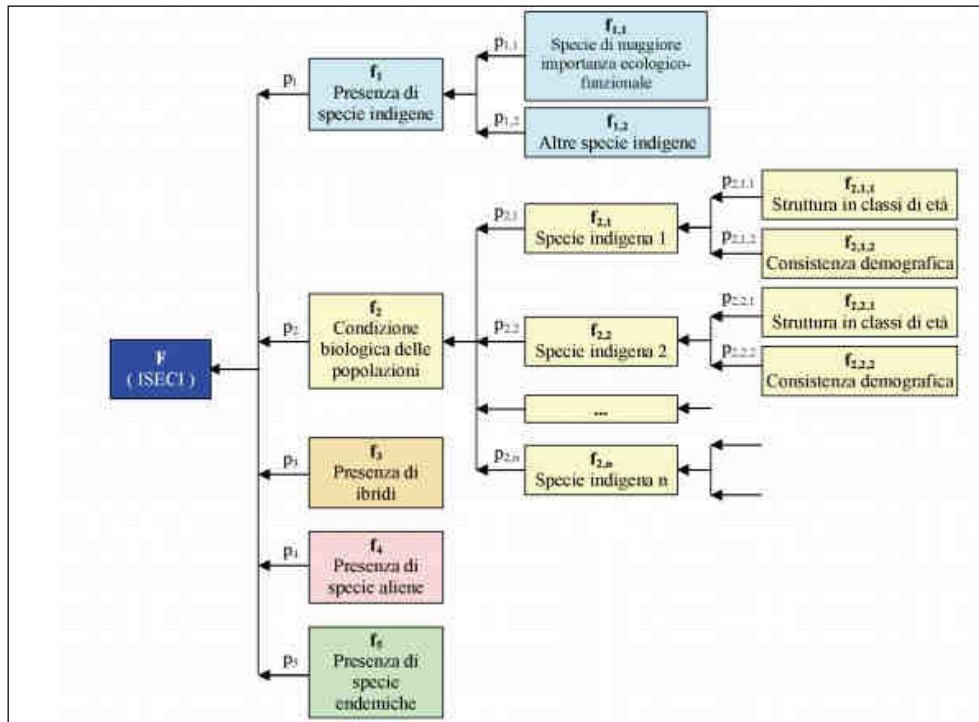 f1,1
p1,1
Specie di maggiore
importanza ecologico-
funzionale
f1
p1
Presenza di
specie indigene
f1,2
p1,2
Altre specie indigene
f2,1,1
p2,1,1
Struttura in classi di età
f2,1
p2,1
Specie indigena 1
f2,1,2
p2,1,2
Consistenza demografica
f2,2,1
p2,2,1
Struttura in classi di età
f2
p2
Condizione
biologica delle
popolazioni
f2,2
p2,2
Specie indigena 2
f2,2,2
p2,2,2
Consistenza demografica
F
( ISECI )
...
f3
p3
Presenza di
ibridi
f2,n
p2,n
Specie indigena n
f4
p4
Presenza di
specie aliene
f5
p5
Presenza di
specie
endemiche